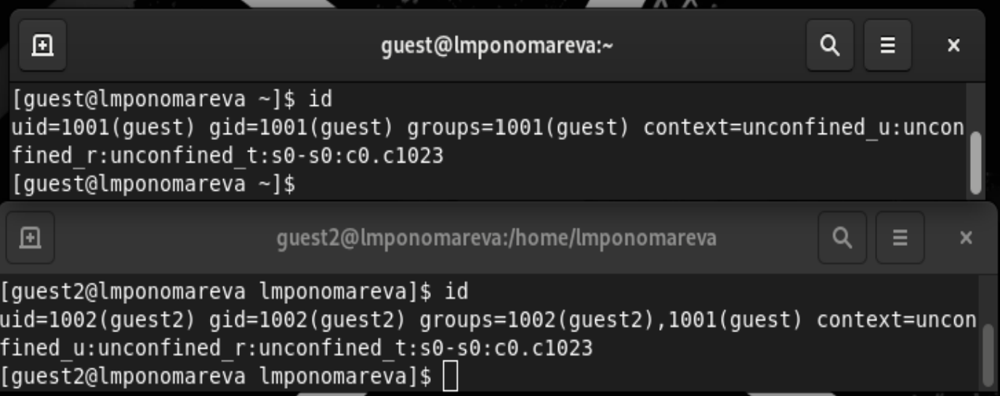 guest@lmponomareva:~
[guest@lmponomareva ~]$ id
uid=1001(guest) gid=1001(guest) groups=1001(guest) context=unconfined_u:uncon
fined_r:unconfined_t:s0-s0:c0.c1023
[guest@lmponomareva ~]$
guest2@lmponomareva:/home/lmponomareva
[guest2@lmponomareva lmponomareva]$ id
uid=1002(guest2) gid=1002(guest2) groups=1002(guest2),1001(guest) context=uncon
fined_u:unconfined_r:unconfined_t:s0-s0:c0.c1023
[guest2@lmponomareva lmponomareva]$